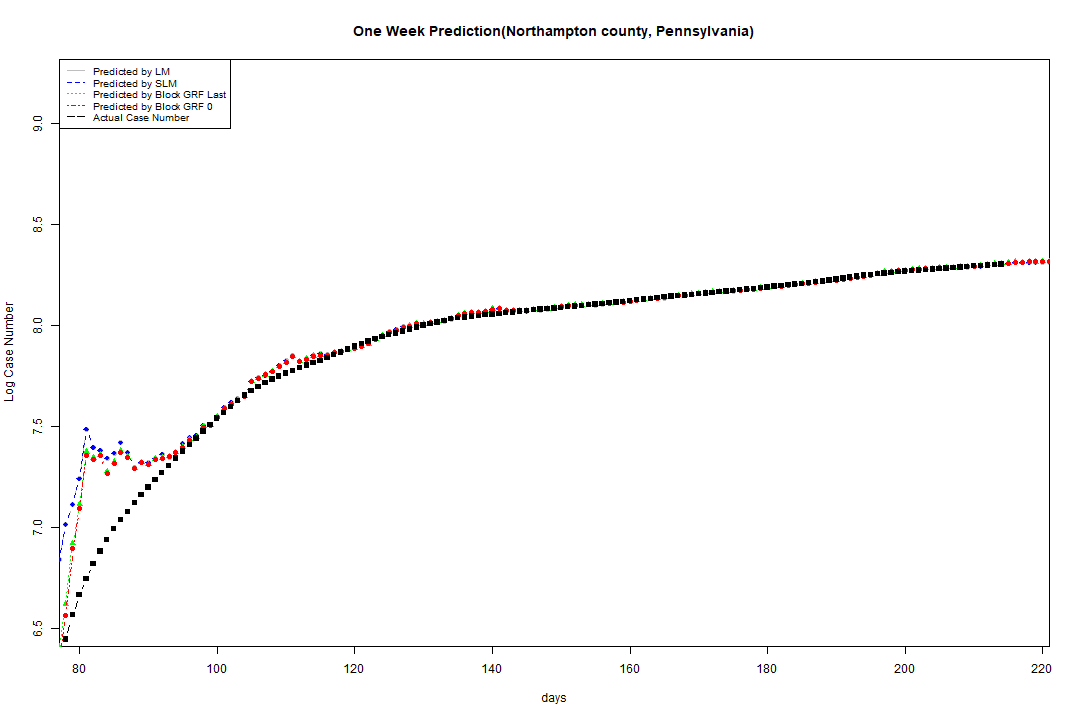 One Week Prediction(Northampton county, Pennsylvania)
Predicted by LM
Predicted by SLM
Predicted by Block GRF Last
Predicted by Block GRF 0
Actual Case Number
9.0
8.5
8.0
7.5
7.0
6.5
Log Case Number
80 100 120 140 160 180 200 220
days